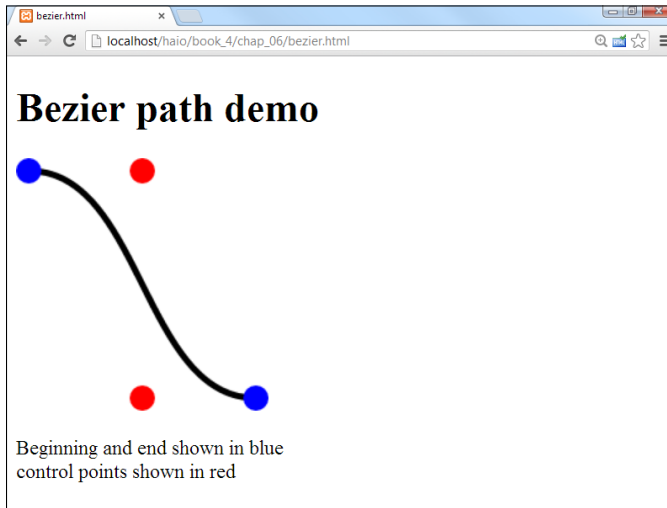 bezier.html
localhost/haio/book_4/chap_06/bezier.html
Bezier path demo
Beginning and end shown in blue
control points shown in red